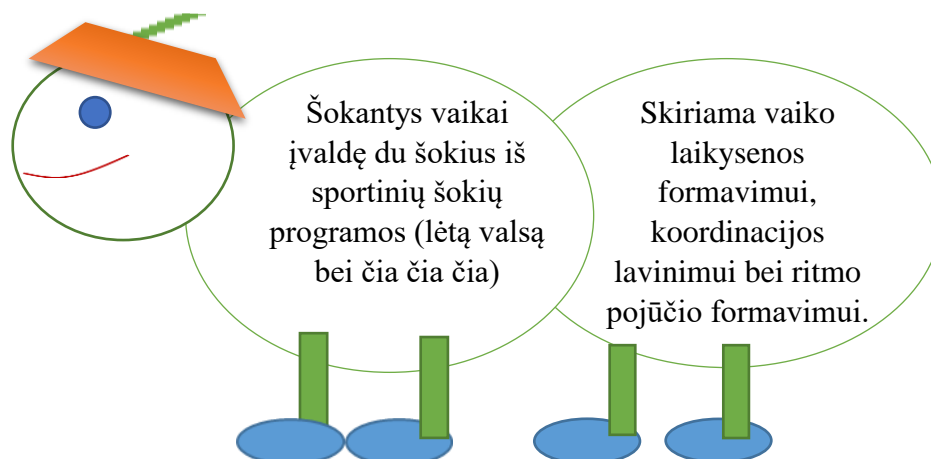 Šokantys vaikai
įvaldę du šokius iš
sportinių šokių
programos (lėtą valsą
bei čia čia čia)
Skiriama vaiko
laikysenos
formavimui,
koordinacijos
lavinimui bei ritmo
pojūčio formavimui.